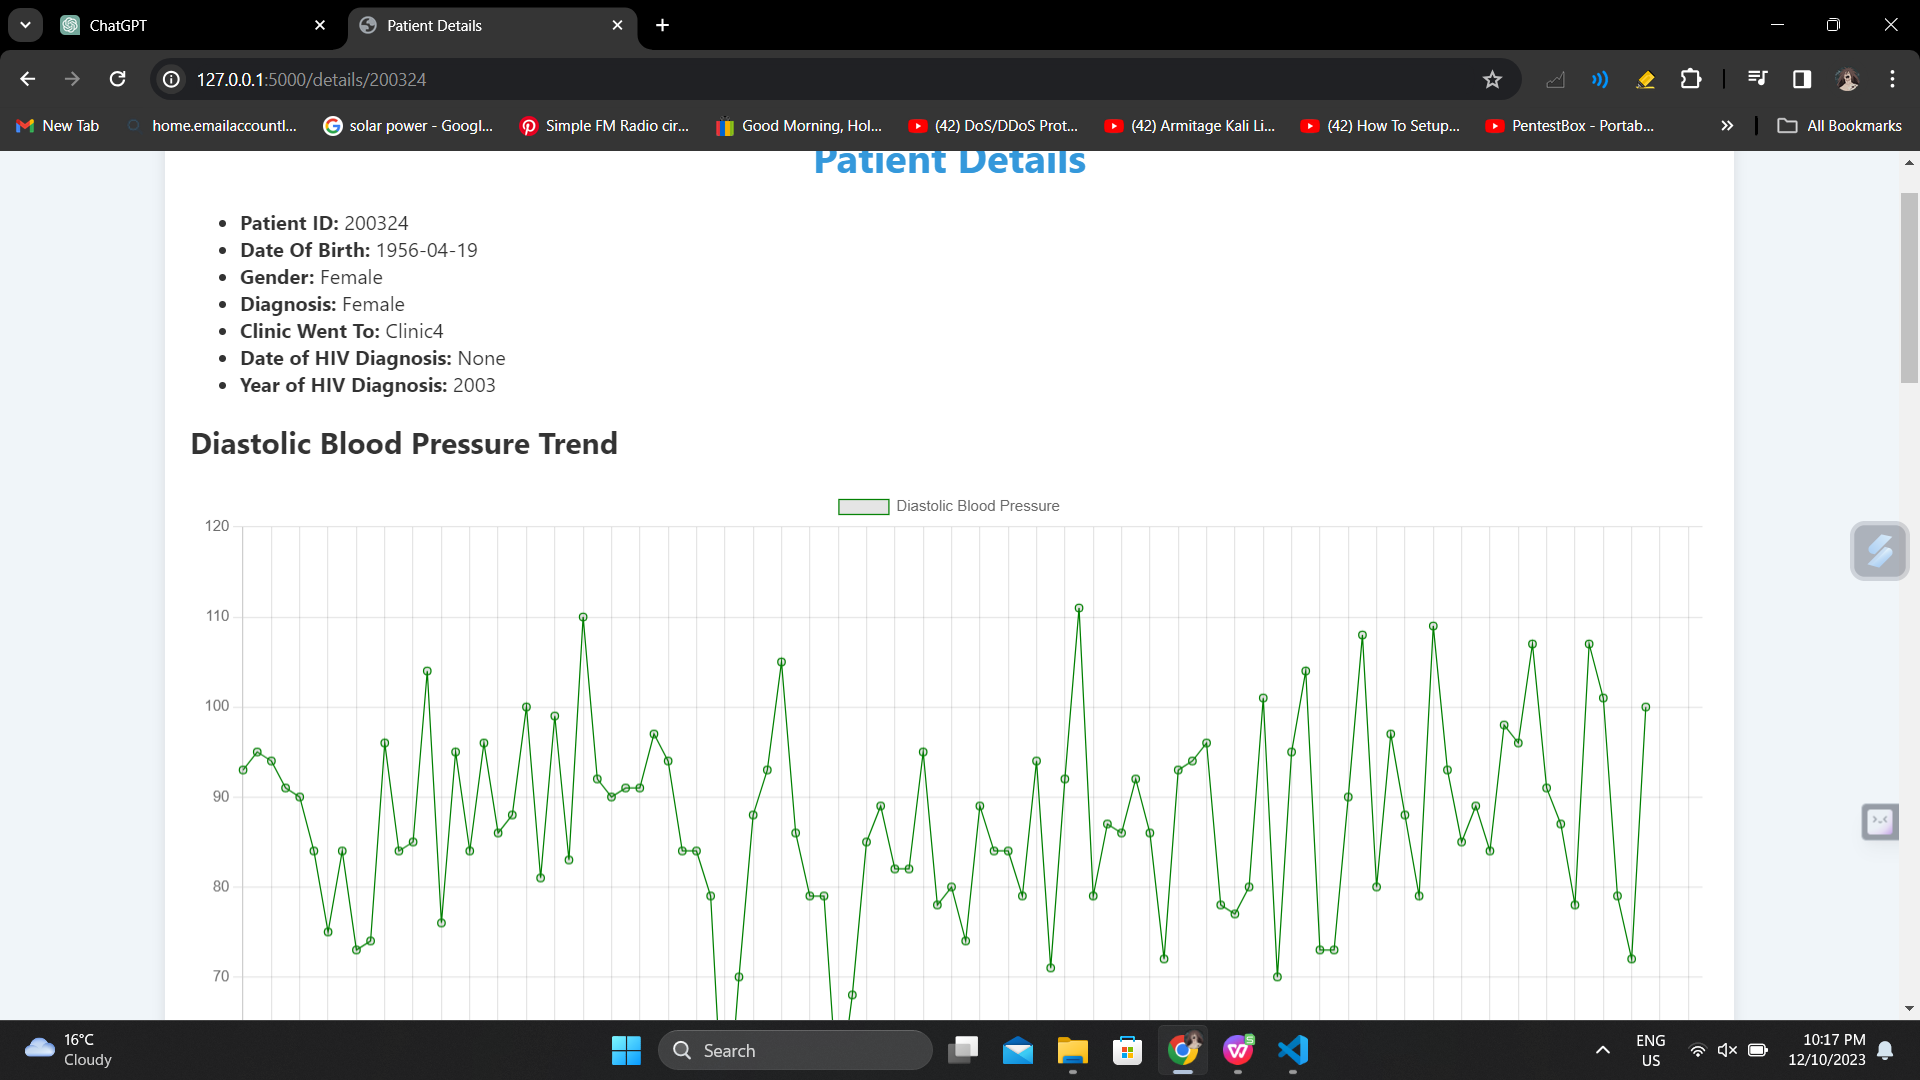 ChatGPT
Patient Details
127.0.0.1:5000/details/200324
New Tab
home.emailaccountl...
solar power - Googl...
Simple FM Radio cir...
Good Morning, Hol...
(42) DoS/DDoS Prot...
(42) Armitage Kali Li...
(42) How To Setup...
PentestBox - Portab...
All Bookmarks
Patient Details
Patient ID: 200324
Date Of Birth: 1956-04-19
Gender: Female
Diagnosis: Female
Clinic Went To: Clinic4
Date of HIV Diagnosis: None
Year of HIV Diagnosis: 2003
Diastolic Blood Pressure Trend
Diastolic Blood Pressure
120
110
100
90
80
70
16°C
Cloudy
Search
ENG
US
10:17 PM
12/10/2023